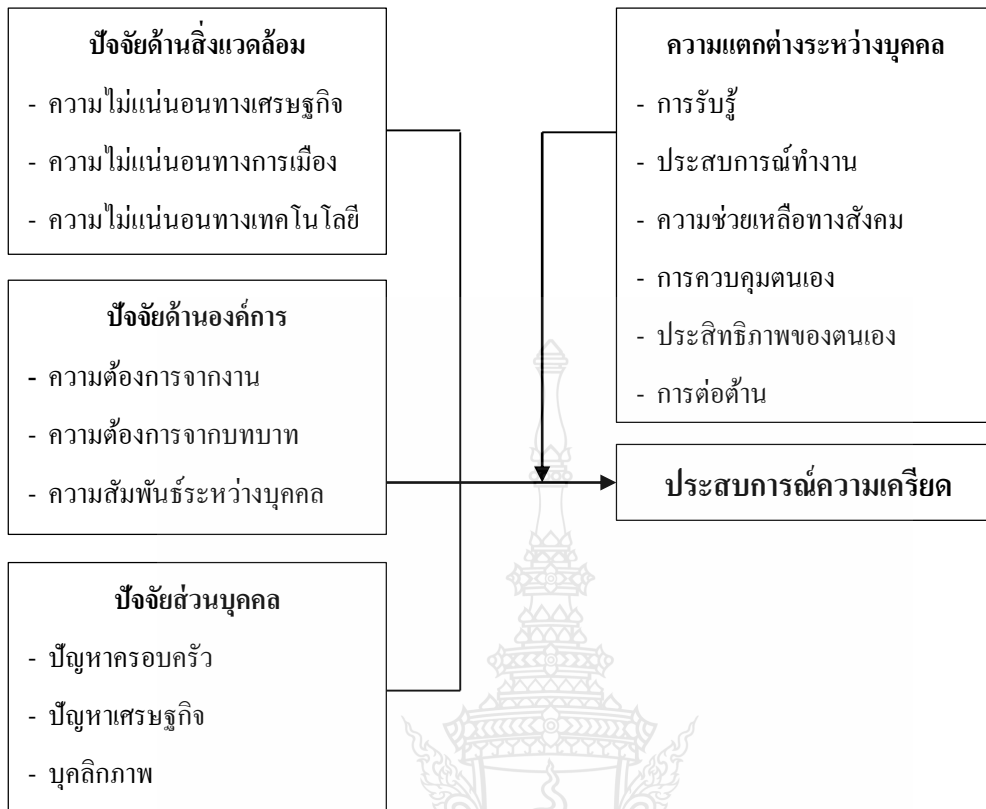 ปัจจัยด้านสิ่งแวดล้อม
- ความไม่แน่นอนทางเศรษฐกิจ
- ความไม่แน่นอนทางการเมือง
- ความไม่แน่นอนทางเทคโนโลยี
ปัจจัยด้านองค์การ
- ความต้องการจากงาน
- ความต้องการจากบทบาท
- ความสัมพันธ์ระหว่างบุคคล
ปัจจัยส่วนบุคคล
- ปัญหาครอบครัว
- ปัญหาเศรษฐกิจ
- บุคลิกภาพ
ความแตกต่างระหว่างบุคคล
- การรับรู้
- ประสบการณ์ทำงาน
- ความช่วยเหลือทางสังคม
- การควบคุมตนเอง
- ประสิทธิภาพของตนเอง
- การต่อต้าน
ประสบการณ์ความเครียด